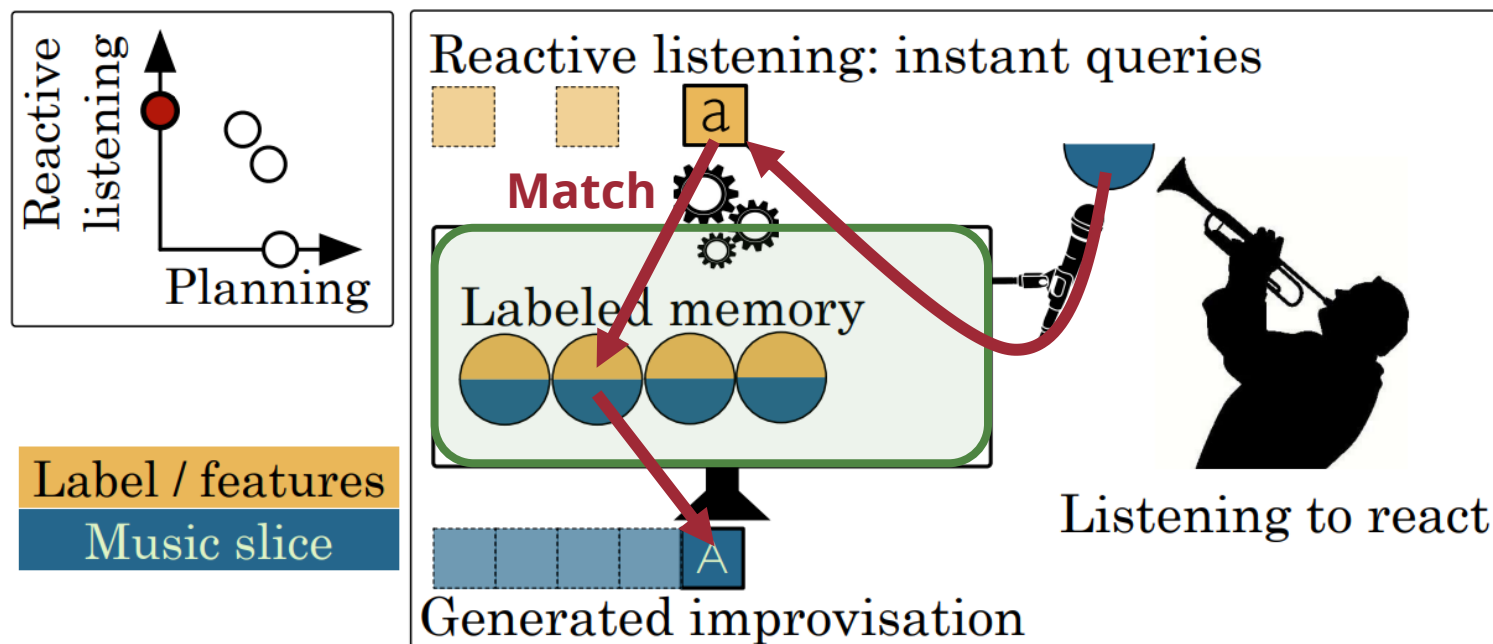 Reactive
listening
Planning
Label / features
Music slice
Reactive listening: instant queries
a
Match
Labeled memory
A
Generated improvisation
Listening to react